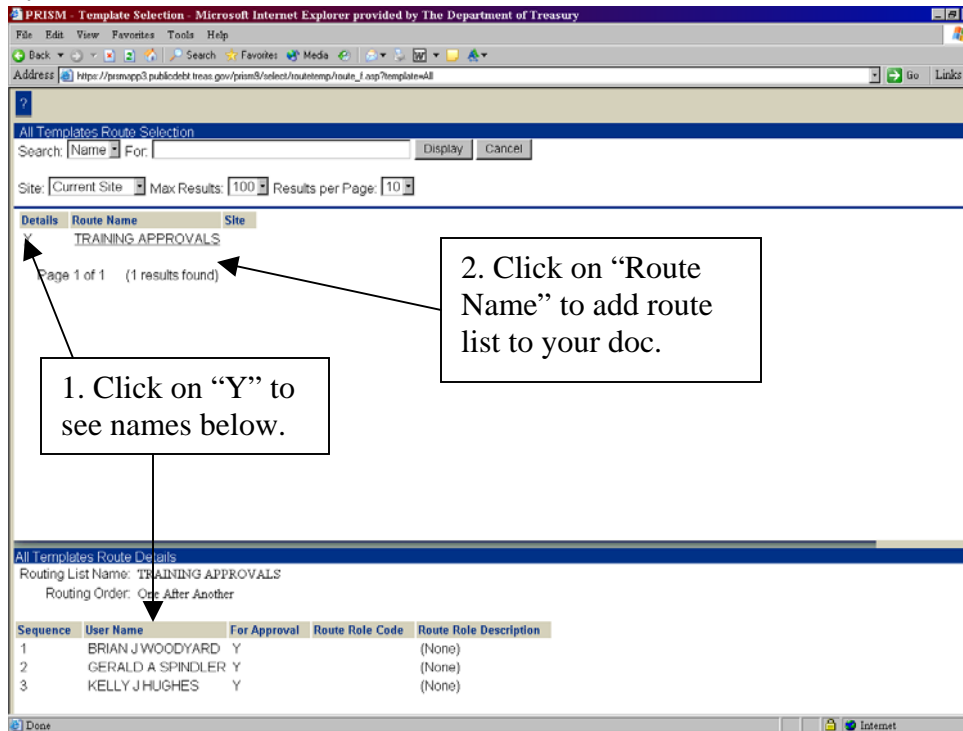 PRISM - Template Selection - Microsoft Internet Explorer provided by The Department of Treasury
File Edit View Favorites Tools Help
Back Search Favorites Media
Address https://prismapp3.publicdebt.treas.gov/prism8/select/routetemp/route_f.asp?template=All Go Links
?
All Templates Route Selection
Search: Name For: Display Cancel
Site: Current Site Max Results: 100 Results per Page: 10
Details Route Name Site
Y TRAINING APPROVALS
Page 1 of 1 (1 results found)
2. Click on “Route
Name” to add route
list to your doc.
1. Click on “Y” to
see names below.
All Templates Route Details
Routing List Name: TRAINING APPROVALS
Routing Order: One After Another
Sequence User Name For Approval Route Role Code Route Role Description
1 BRIAN J WOODYARD Y (None)
2 GERALD A SPINDLER Y (None)
3 KELLY J HUGHES Y (None)
Done Internet